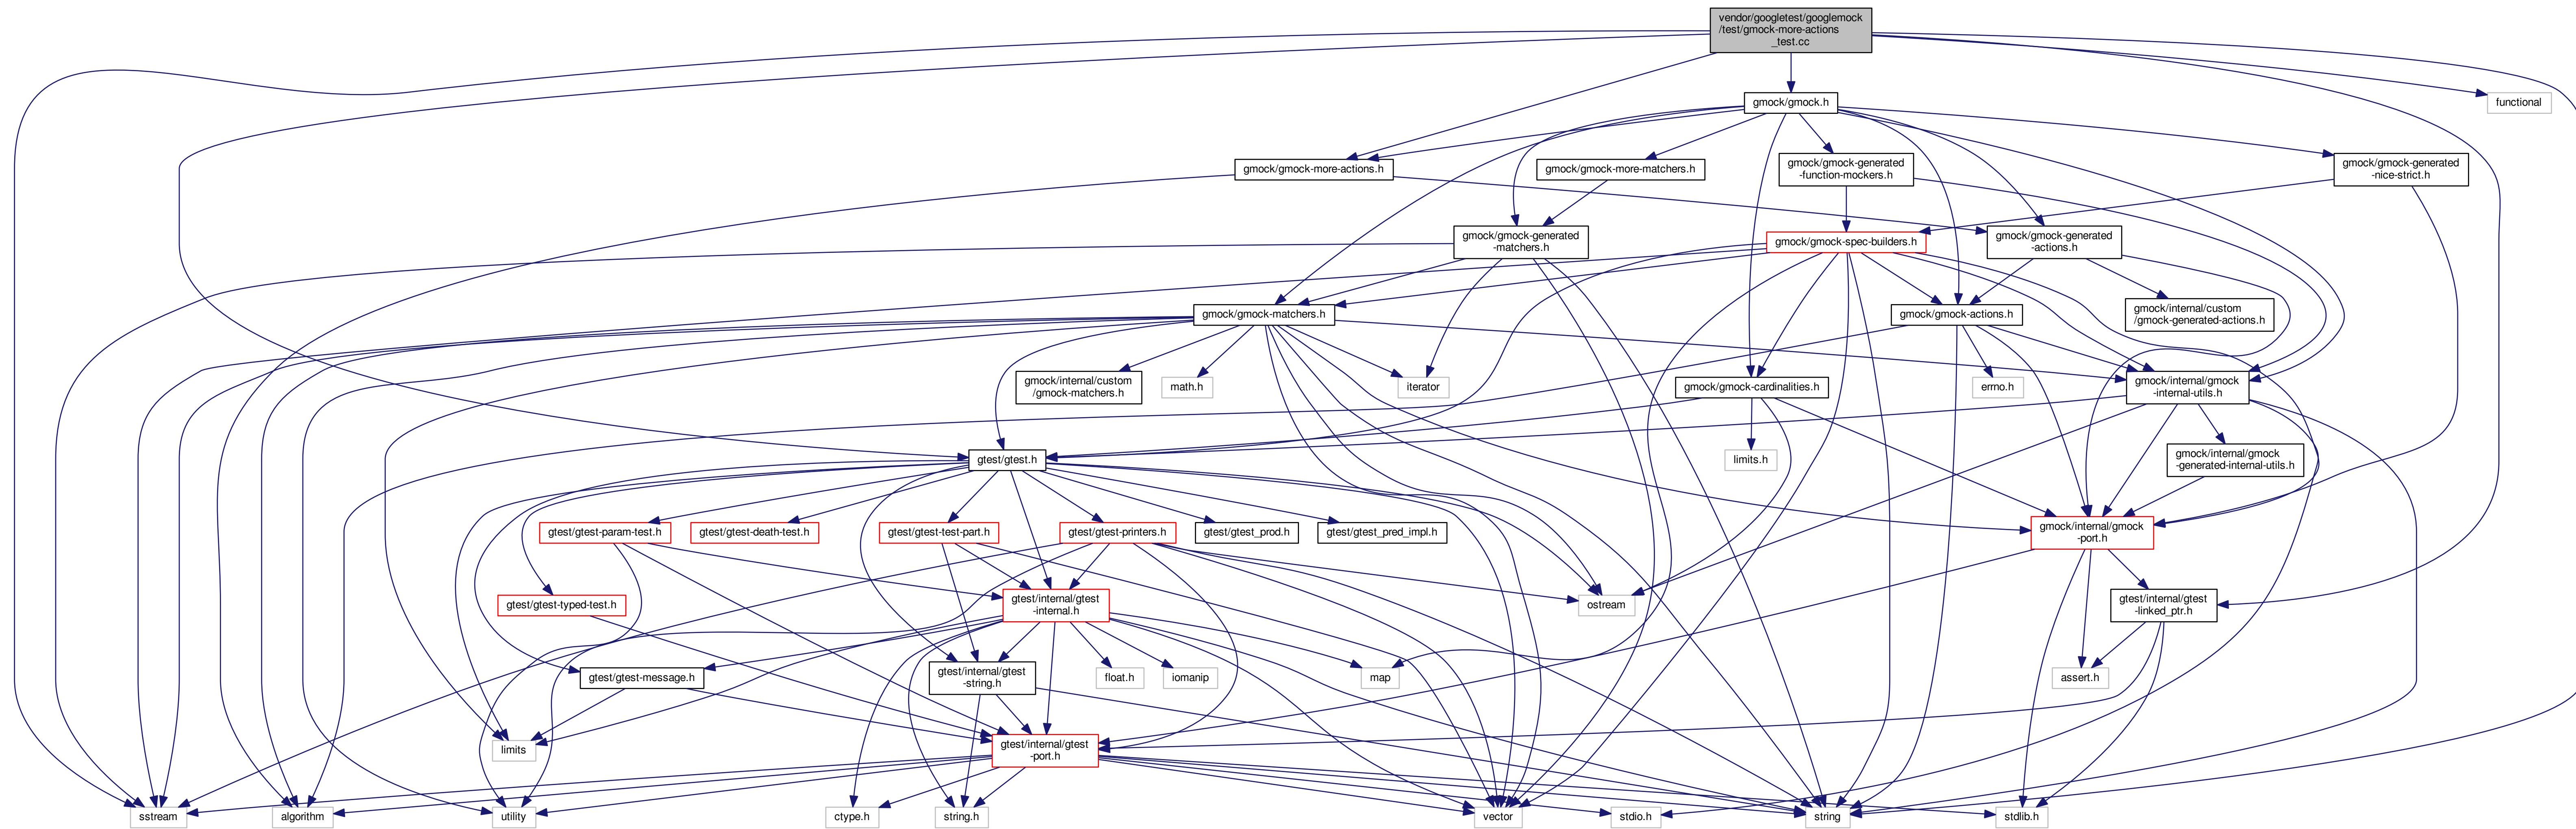 vendor/googletest/googlemock
/test/gmock-more-actions
_test.cc
gmock/gmock.h
functional
gmock/gmock-more-actions.h
gmock/gmock-more-matchers.h
gmock/gmock-generated
-function-mockers.h
gmock/gmock-generated
-nice-strict.h
gmock/gmock-generated
-matchers.h
gmock/gmock-spec-builders.h
gmock/gmock-generated
-actions.h
gmock/gmock-matchers.h
gmock/gmock-actions.h
gmock/internal/custom
/gmock-generated-actions.h
gmock/internal/custom
/gmock-matchers.h
math.h
iterator
gmock/gmock-cardinalities.h
errno.h
gmock/internal/gmock
-internal-utils.h
gtest/gtest.h
limits.h
gmock/internal/gmock
-generated-internal-utils.h
gtest/gtest-param-test.h
gtest/gtest-death-test.h
gtest/gtest-test-part.h
gtest/gtest-printers.h
gtest/gtest_prod.h
gtest/gtest_pred_impl.h
gmock/internal/gmock
-port.h
gtest/gtest-typed-test.h
gtest/internal/gtest
-internal.h
ostream
gtest/internal/gtest
-linked_ptr.h
gtest/gtest-message.h
gtest/internal/gtest
-string.h
float.h
iomanip
map
assert.h
limits
gtest/internal/gtest
-port.h
sstream
algorithm
utility
ctype.h
string.h
vector
stdio.h
string
stdlib.h